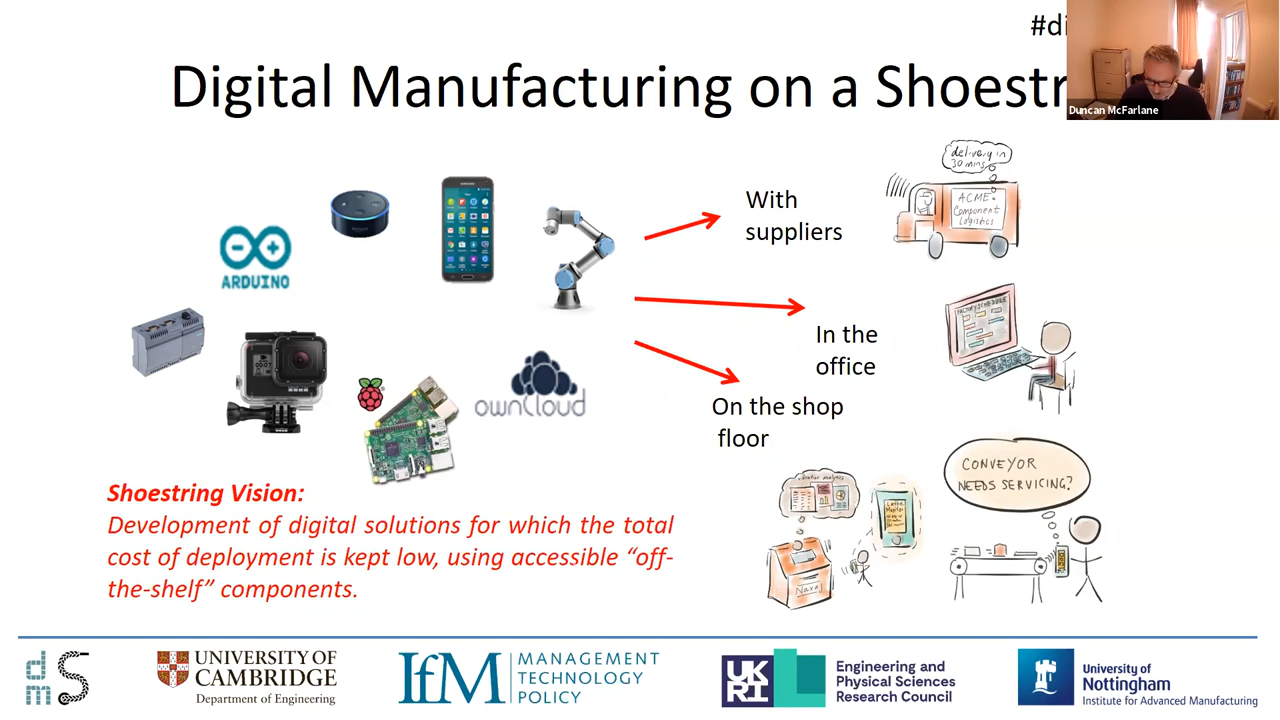 #di
Digital Manufacturing on a Shoestr
Duncan McFarlane
delivery in
30 mins
ACME
Component
Logistics
With
suppliers
ARDUINO
In the
office
ownCloud
On the shop
floor
CONVEYOR
NEEDS SERVICING?
Shoestring Vision:
Development of digital solutions for which the total
cost of deployment is kept low, using accessible “off-
the-shelf” components.
dm S
UNIVERSITY OF
CAMBRIDGE
Department of Engineering
IfM
MANAGEMENT
TECHNOLOGY
POLICY
UK
RI
Engineering and
Physical Sciences
Research Council
University of
Nottingham
Institute for Advanced Manufacturing